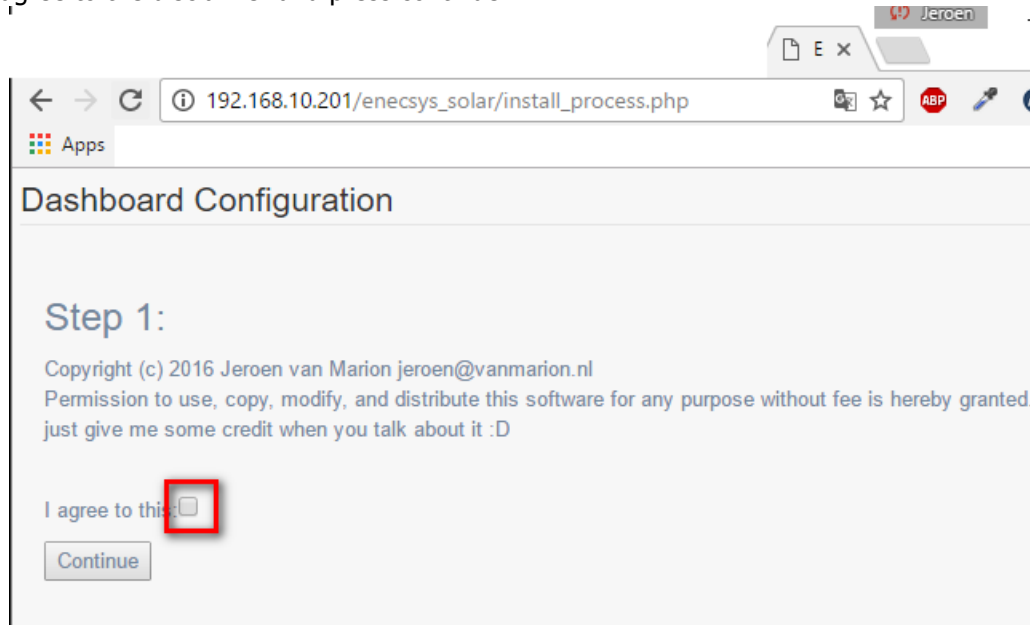 Jeroen
E
192.168.10.201/enecsys_solar/install_process.php
ABP
Apps
Dashboard Configuration
Step 1:
Copyright (c) 2016 Jeroen van Marion jeroen@vanmarion.nl
Permission to use, copy, modify, and distribute this software for any purpose without fee is hereby granted.
just give me some credit when you talk about it :D
I agree to this:
Continue